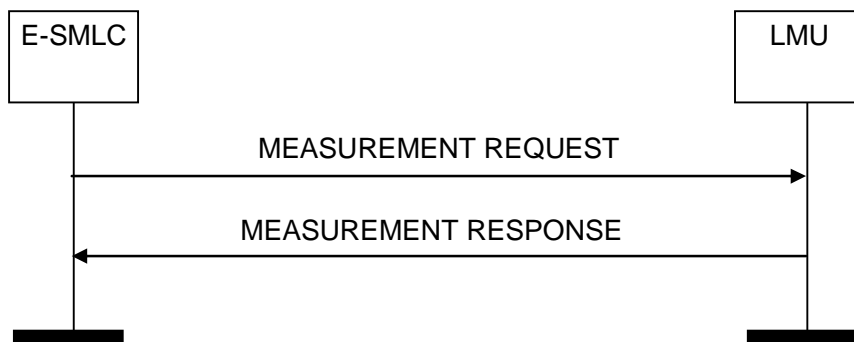 E-SMLC
LMU
MEASUREMENT REQUEST
MEASUREMENT RESPONSE